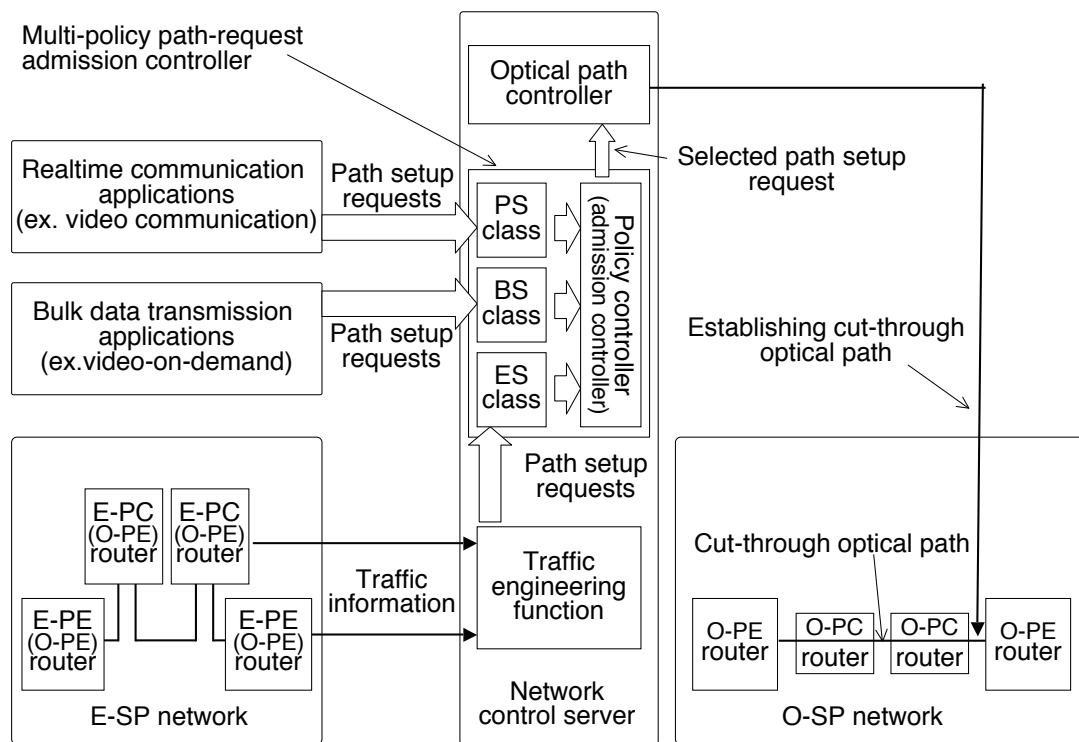 Multi-policy path-request
admission controller
Optical path
controller
Selected path setup
request
Realtime communication
applications
(ex. video communication)
Path setup
requests
PS
class
Policy controller
(admission controller)
Bulk data transmission
applications
(ex.video-on-demand)
Path setup
requests
BS
class
ES
class
Establishing cut-through
optical path
Path setup
requests
E-PC
(O-PE)
router
E-PC
(O-PE)
router
E-PE
(O-PE)
router
E-PE
(O-PE)
router
E-SP network
Traffic
information
Traffic
engineering
function
Network
control server
Cut-through optical path
O-PE
router
O-PC
router
O-PC
router
O-PE
router
O-SP network